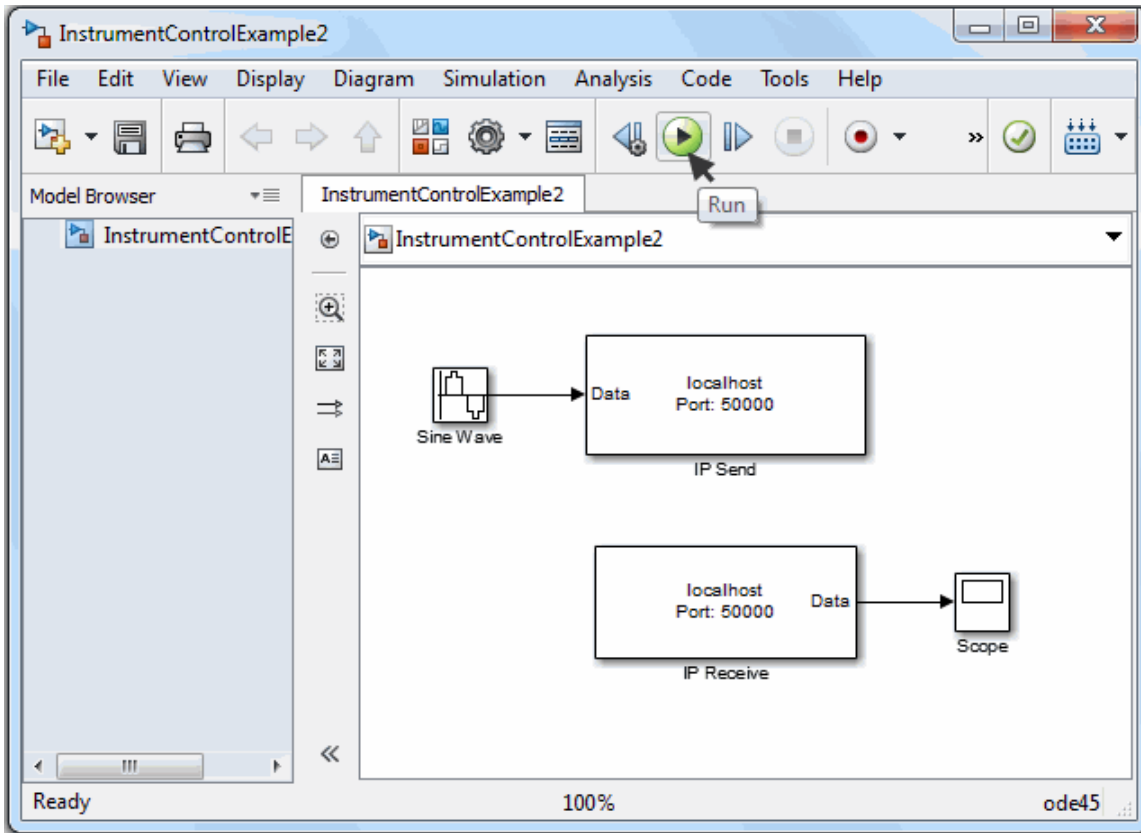 InstrumentControlExample2
File Edit View Display Diagram Simulation Analysis Code Tools Help
»
Model Browser
InstrumentControlExample2
Run
InstrumentControlE
InstrumentControlExample2
Data
localhost
Port: 50000
Sine Wave
IP Send
localhost
Port: 50000
Data
Scope
IP Receive
Ready
100%
ode45